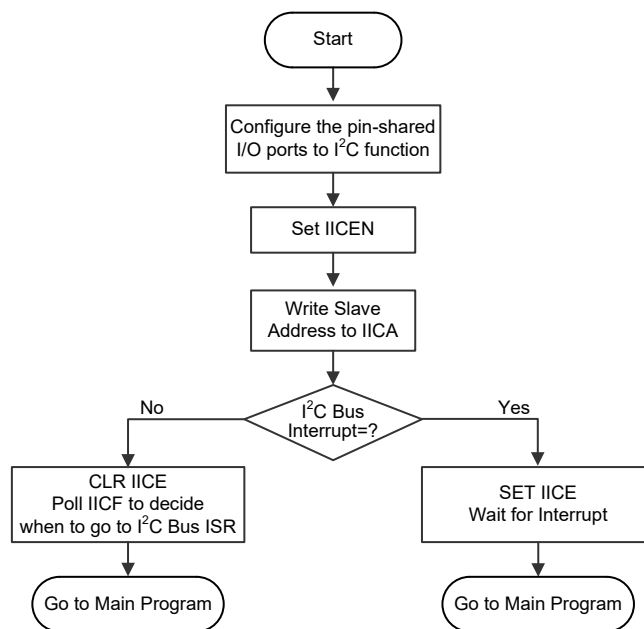 Start
Configure the pin-shared
I/O ports to I²C function
Set IICEN
Write Slave
Address to IICA
I²C Bus
Interrupt=?
No
Yes
CLR IICE
Poll IICF to decide
when to go to I²C Bus ISR
SET IICE
Wait for Interrupt
Go to Main Program
Go to Main Program